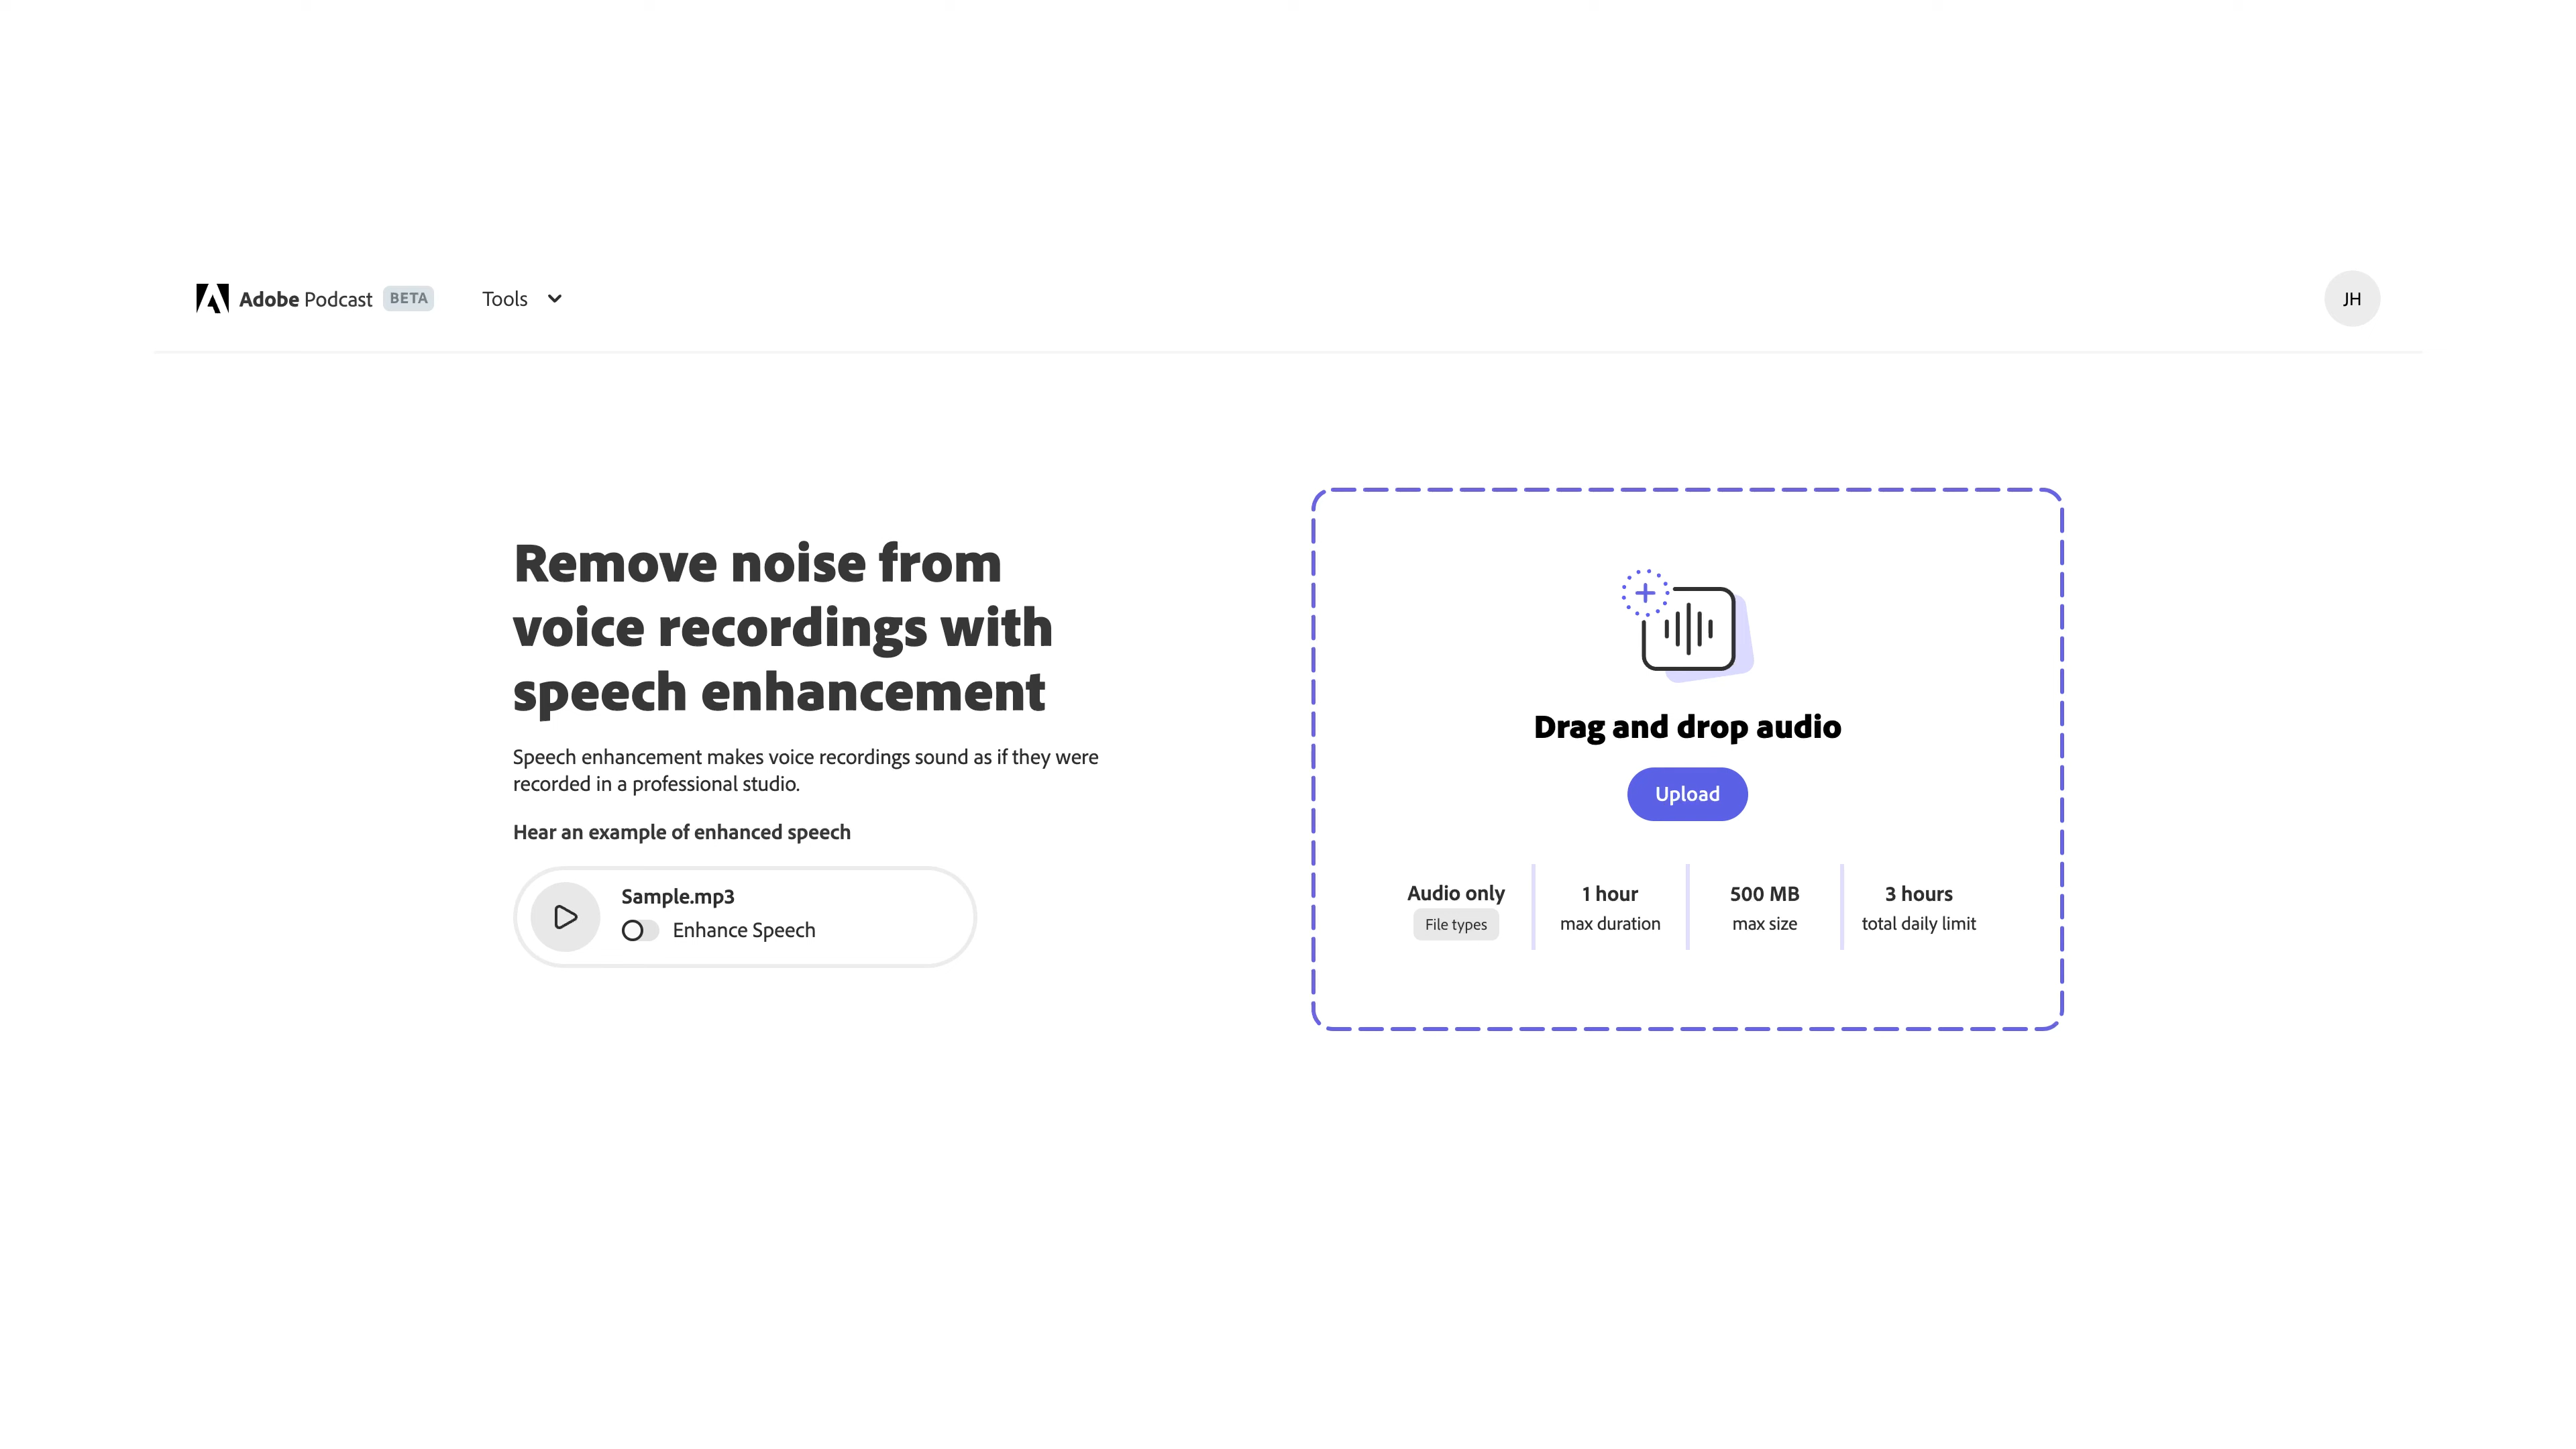 Adobe Podcast BETA Tools JH
Remove noise from
voice recordings with
speech enhancement
Speech enhancement makes voice recordings sound as if they were
recorded in a professional studio.
Hear an example of enhanced speech
Sample.mp3
Enhance Speech
Drag and drop audio
Upload
Audio only 1 hour 500 MB 3 hours
File types max duration max size total daily limit